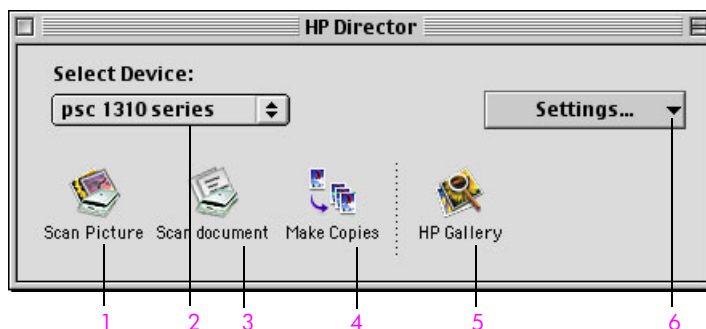 HP Director
Select Device:
psc 1310 series
Settings...
Scan Picture
Scan document
Make Copies
HP Gallery
1
2
3
4
5
6